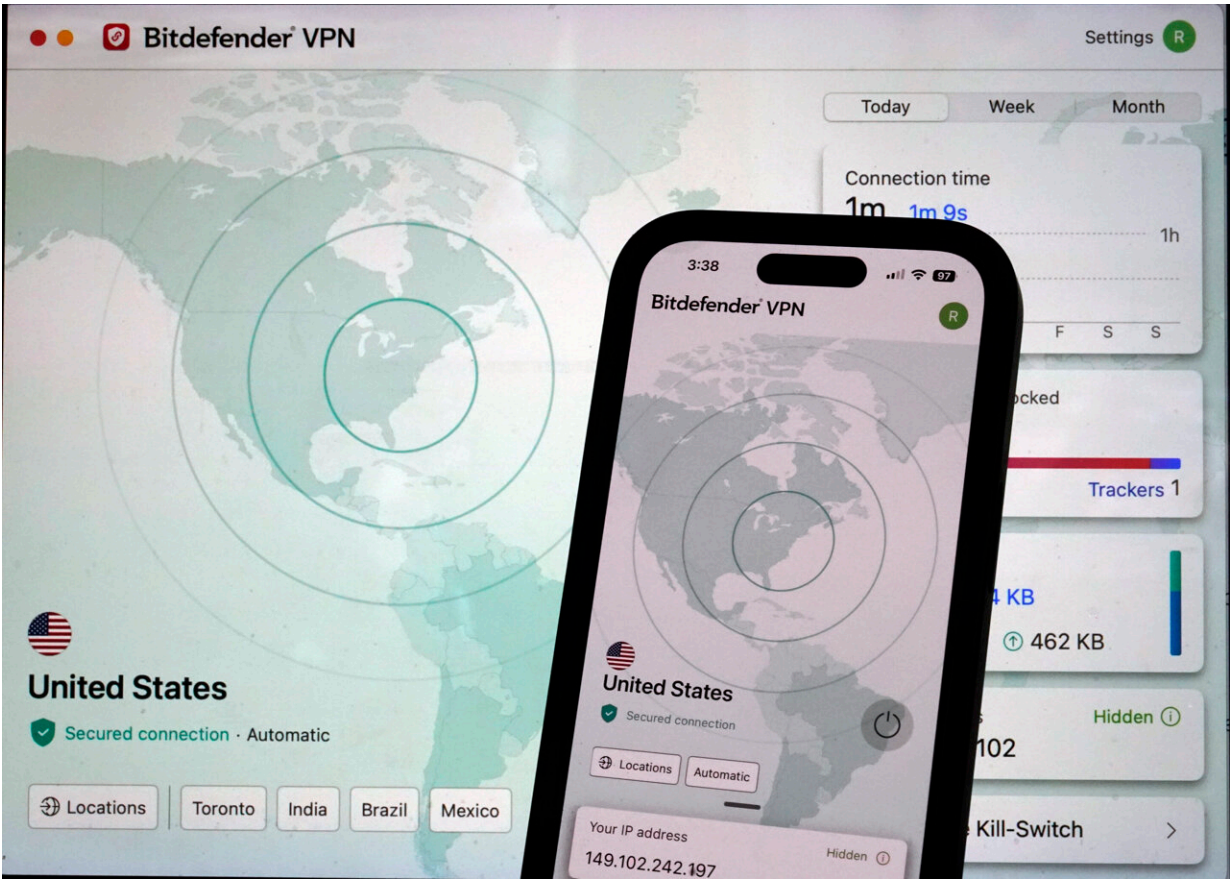 Bitdefender VPN
Settings R
Today Week Month
Connection time
1m 1m 9s
1h
F S S
Trackers 1
KB
462 KB
Hidden
102
Kill-Switch
United States
Secured connection · Automatic
Locations Toronto India Brazil Mexico
3:38 97
Bitdefender VPN R
United States
Secured connection
Locations Automatic
Your IP address
Hidden
149.102.242.197